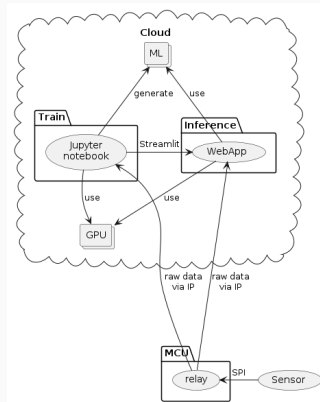 Cloud
ML
generate
use
Train
Inference
Jupyter
notebook
Streamlit
WebApp
use
use
GPU
raw data
via IP
raw data
via IP
MCU
relay
SPI
Sensor